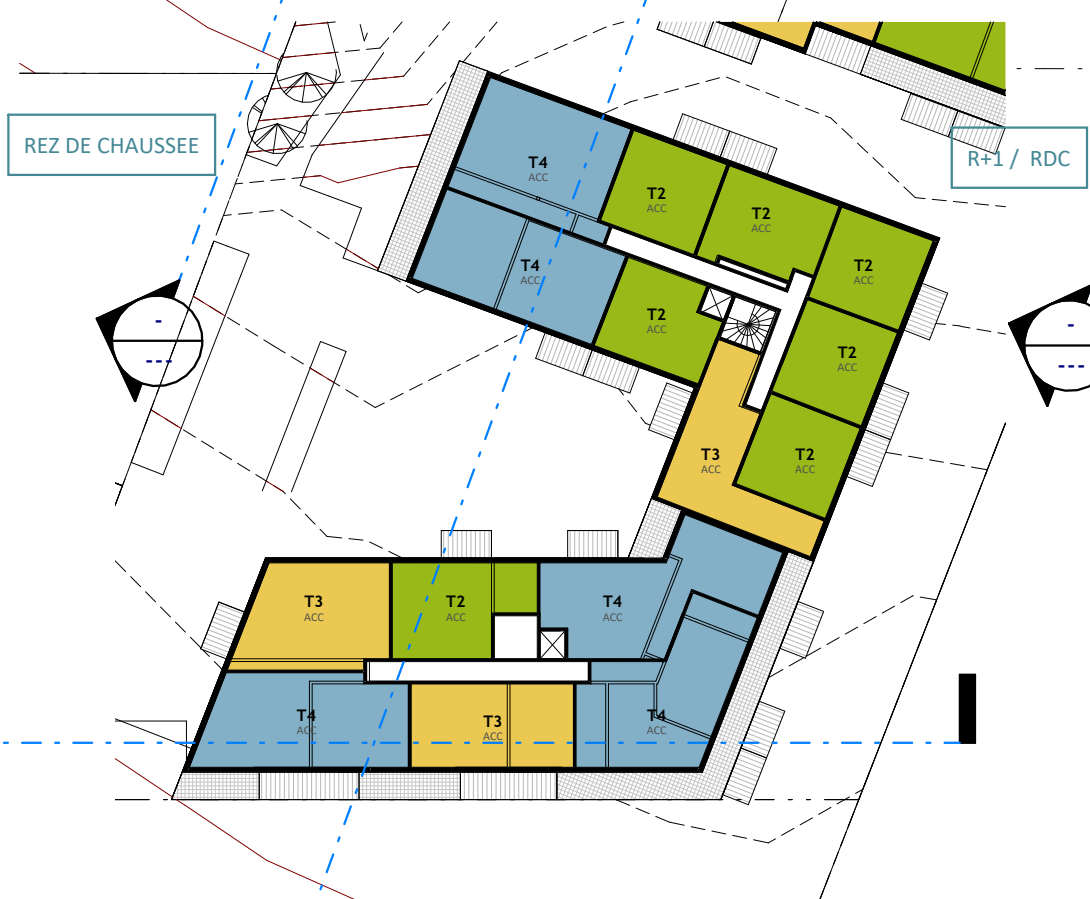 REZ DE CHAUSSEE
R+1 / RDC
T4
ACC
T2
ACC
T2
ACC
T2
ACC
T4
ACC
T2
ACC
-
---
-
---
T2
ACC
T3
ACC
T2
ACC
T3
ACC
T2
ACC
T4
ACC
T4
ACC
T3
ACC
T4
ACC